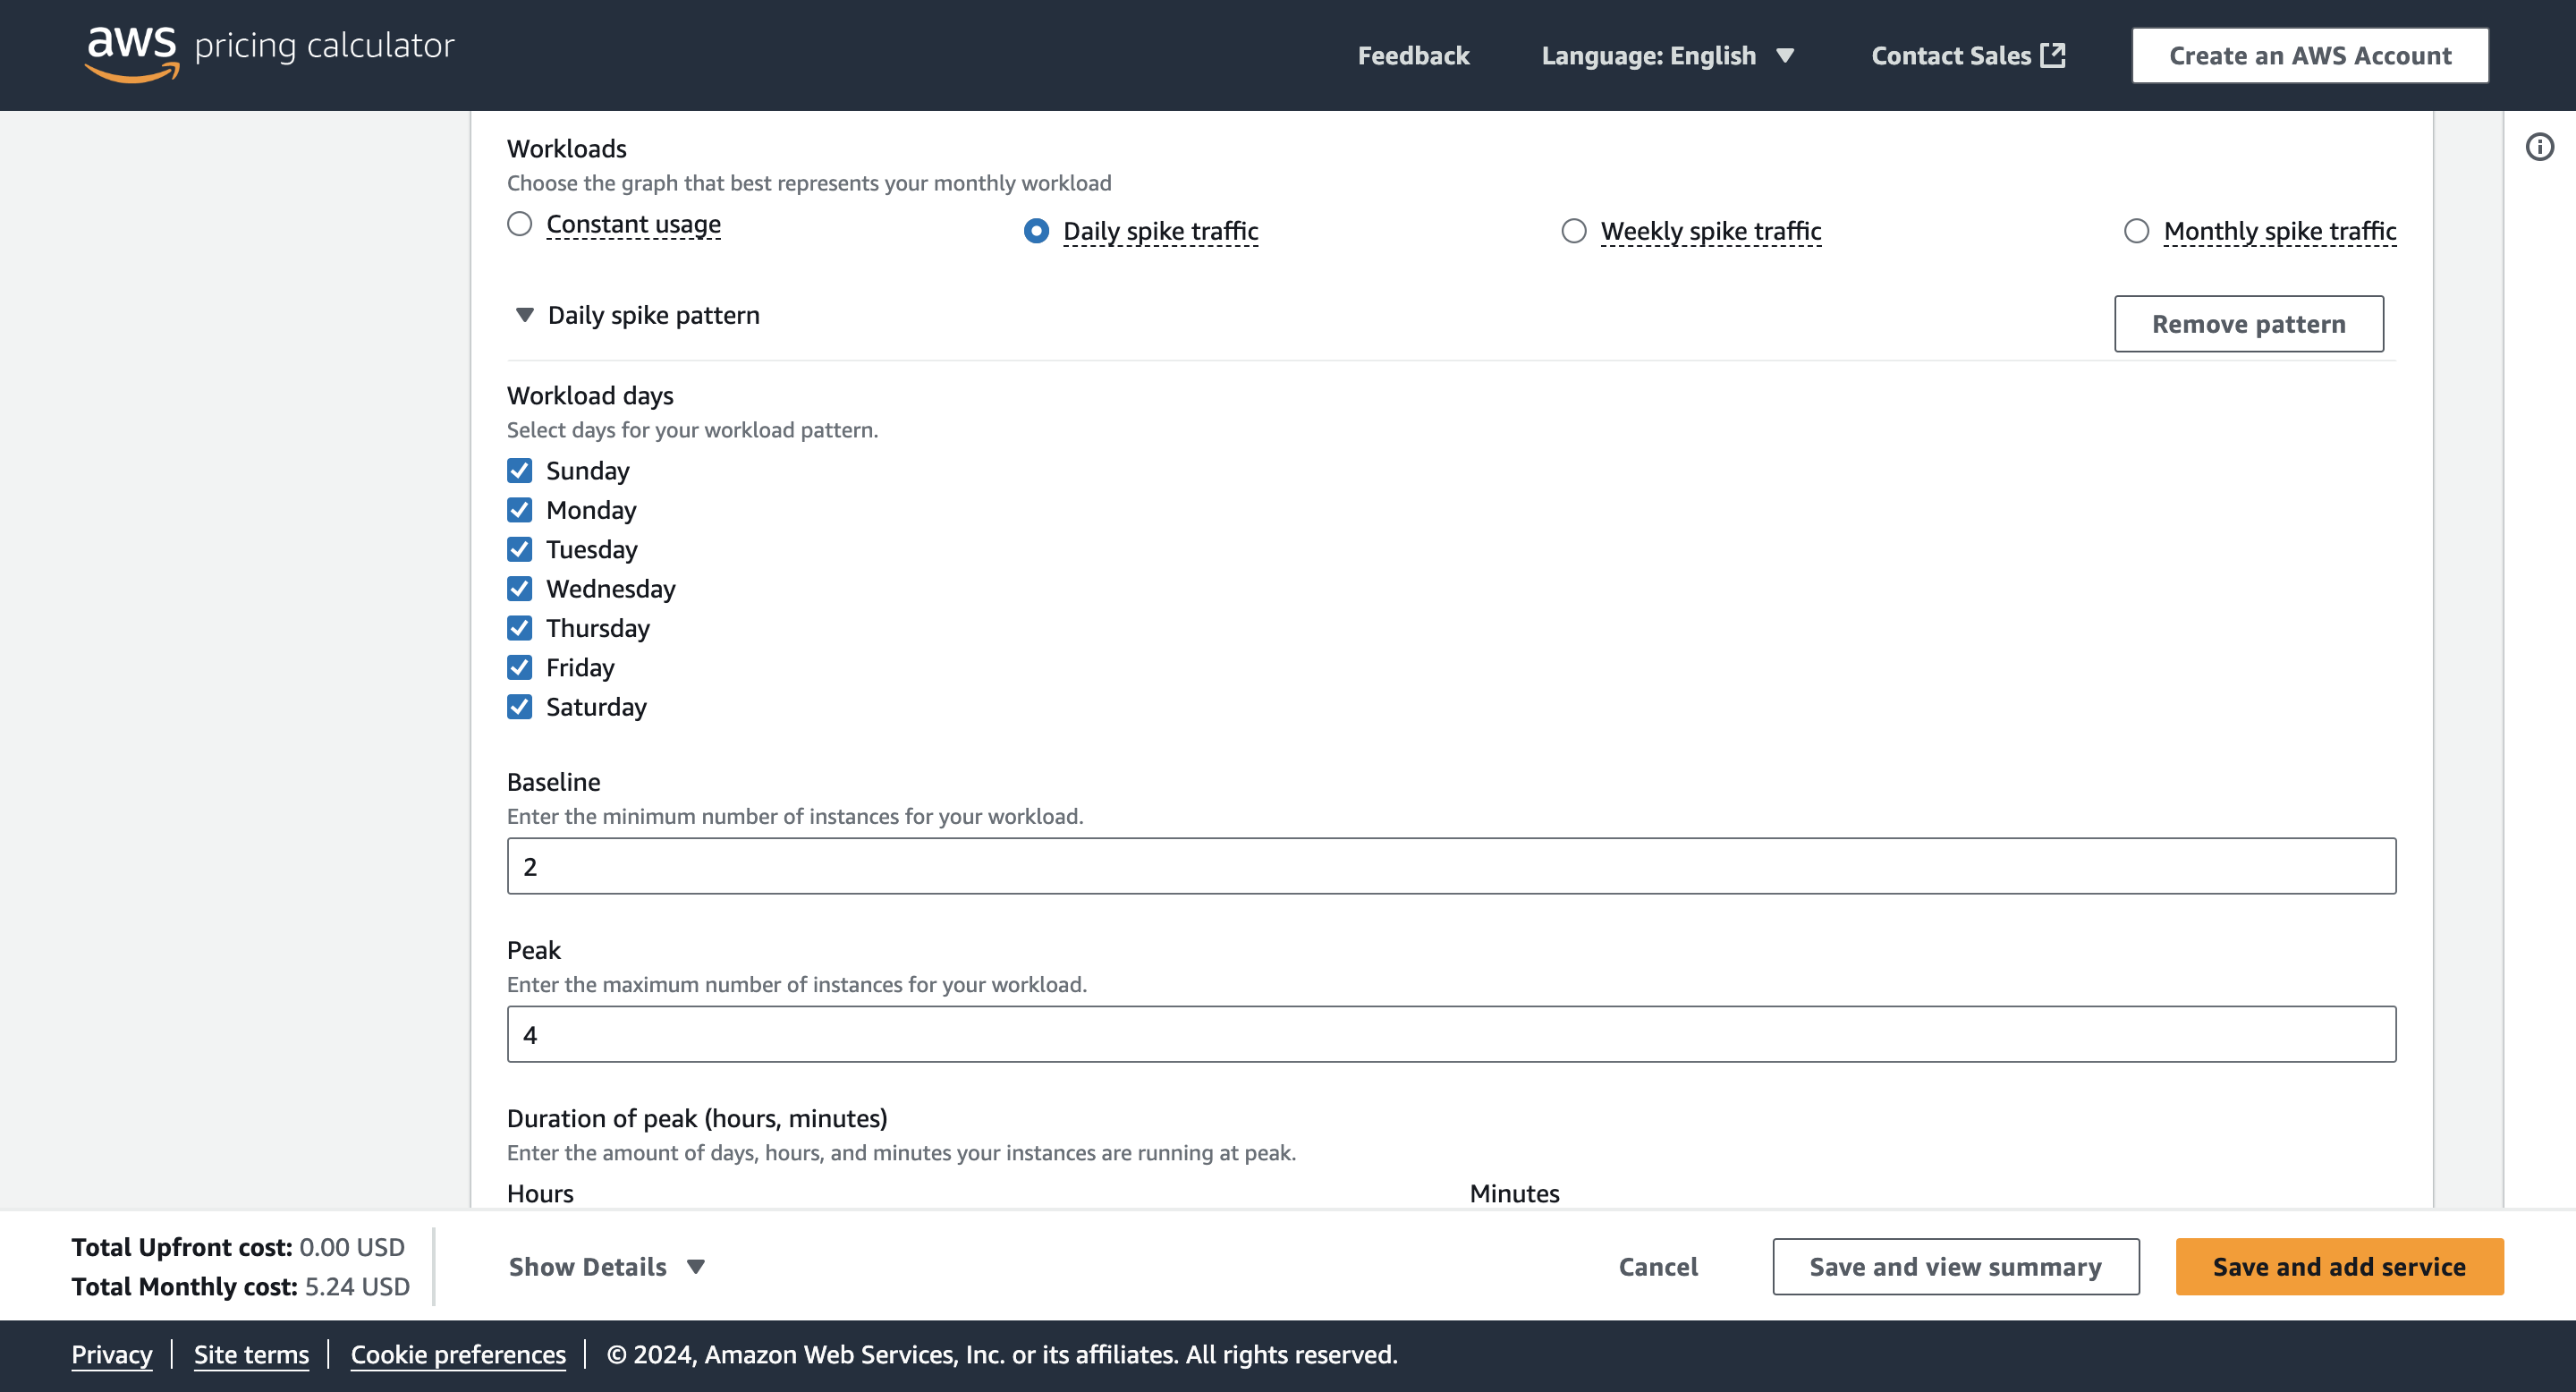 aws pricing calculator
Feedback
Language: English
Contact Sales
Create an AWS Account
Workloads
Choose the graph that best represents your monthly workload
Constant usage
Daily spike traffic
Weekly spike traffic
Monthly spike traffic
Daily spike pattern
Remove pattern
Workload days
Select days for your workload pattern.
Sunday
Monday
Tuesday
Wednesday
Thursday
Friday
Saturday
Baseline
Enter the minimum number of instances for your workload.
2
Peak
Enter the maximum number of instances for your workload.
4
Duration of peak (hours, minutes)
Enter the amount of days, hours, and minutes your instances are running at peak.
Hours
Minutes
Total Upfront cost: 0.00 USD
Total Monthly cost: 5.24 USD
Show Details
Cancel
Save and view summary
Save and add service
Privacy
Site terms
Cookie preferences
© 2024, Amazon Web Services, Inc. or its affiliates. All rights reserved.